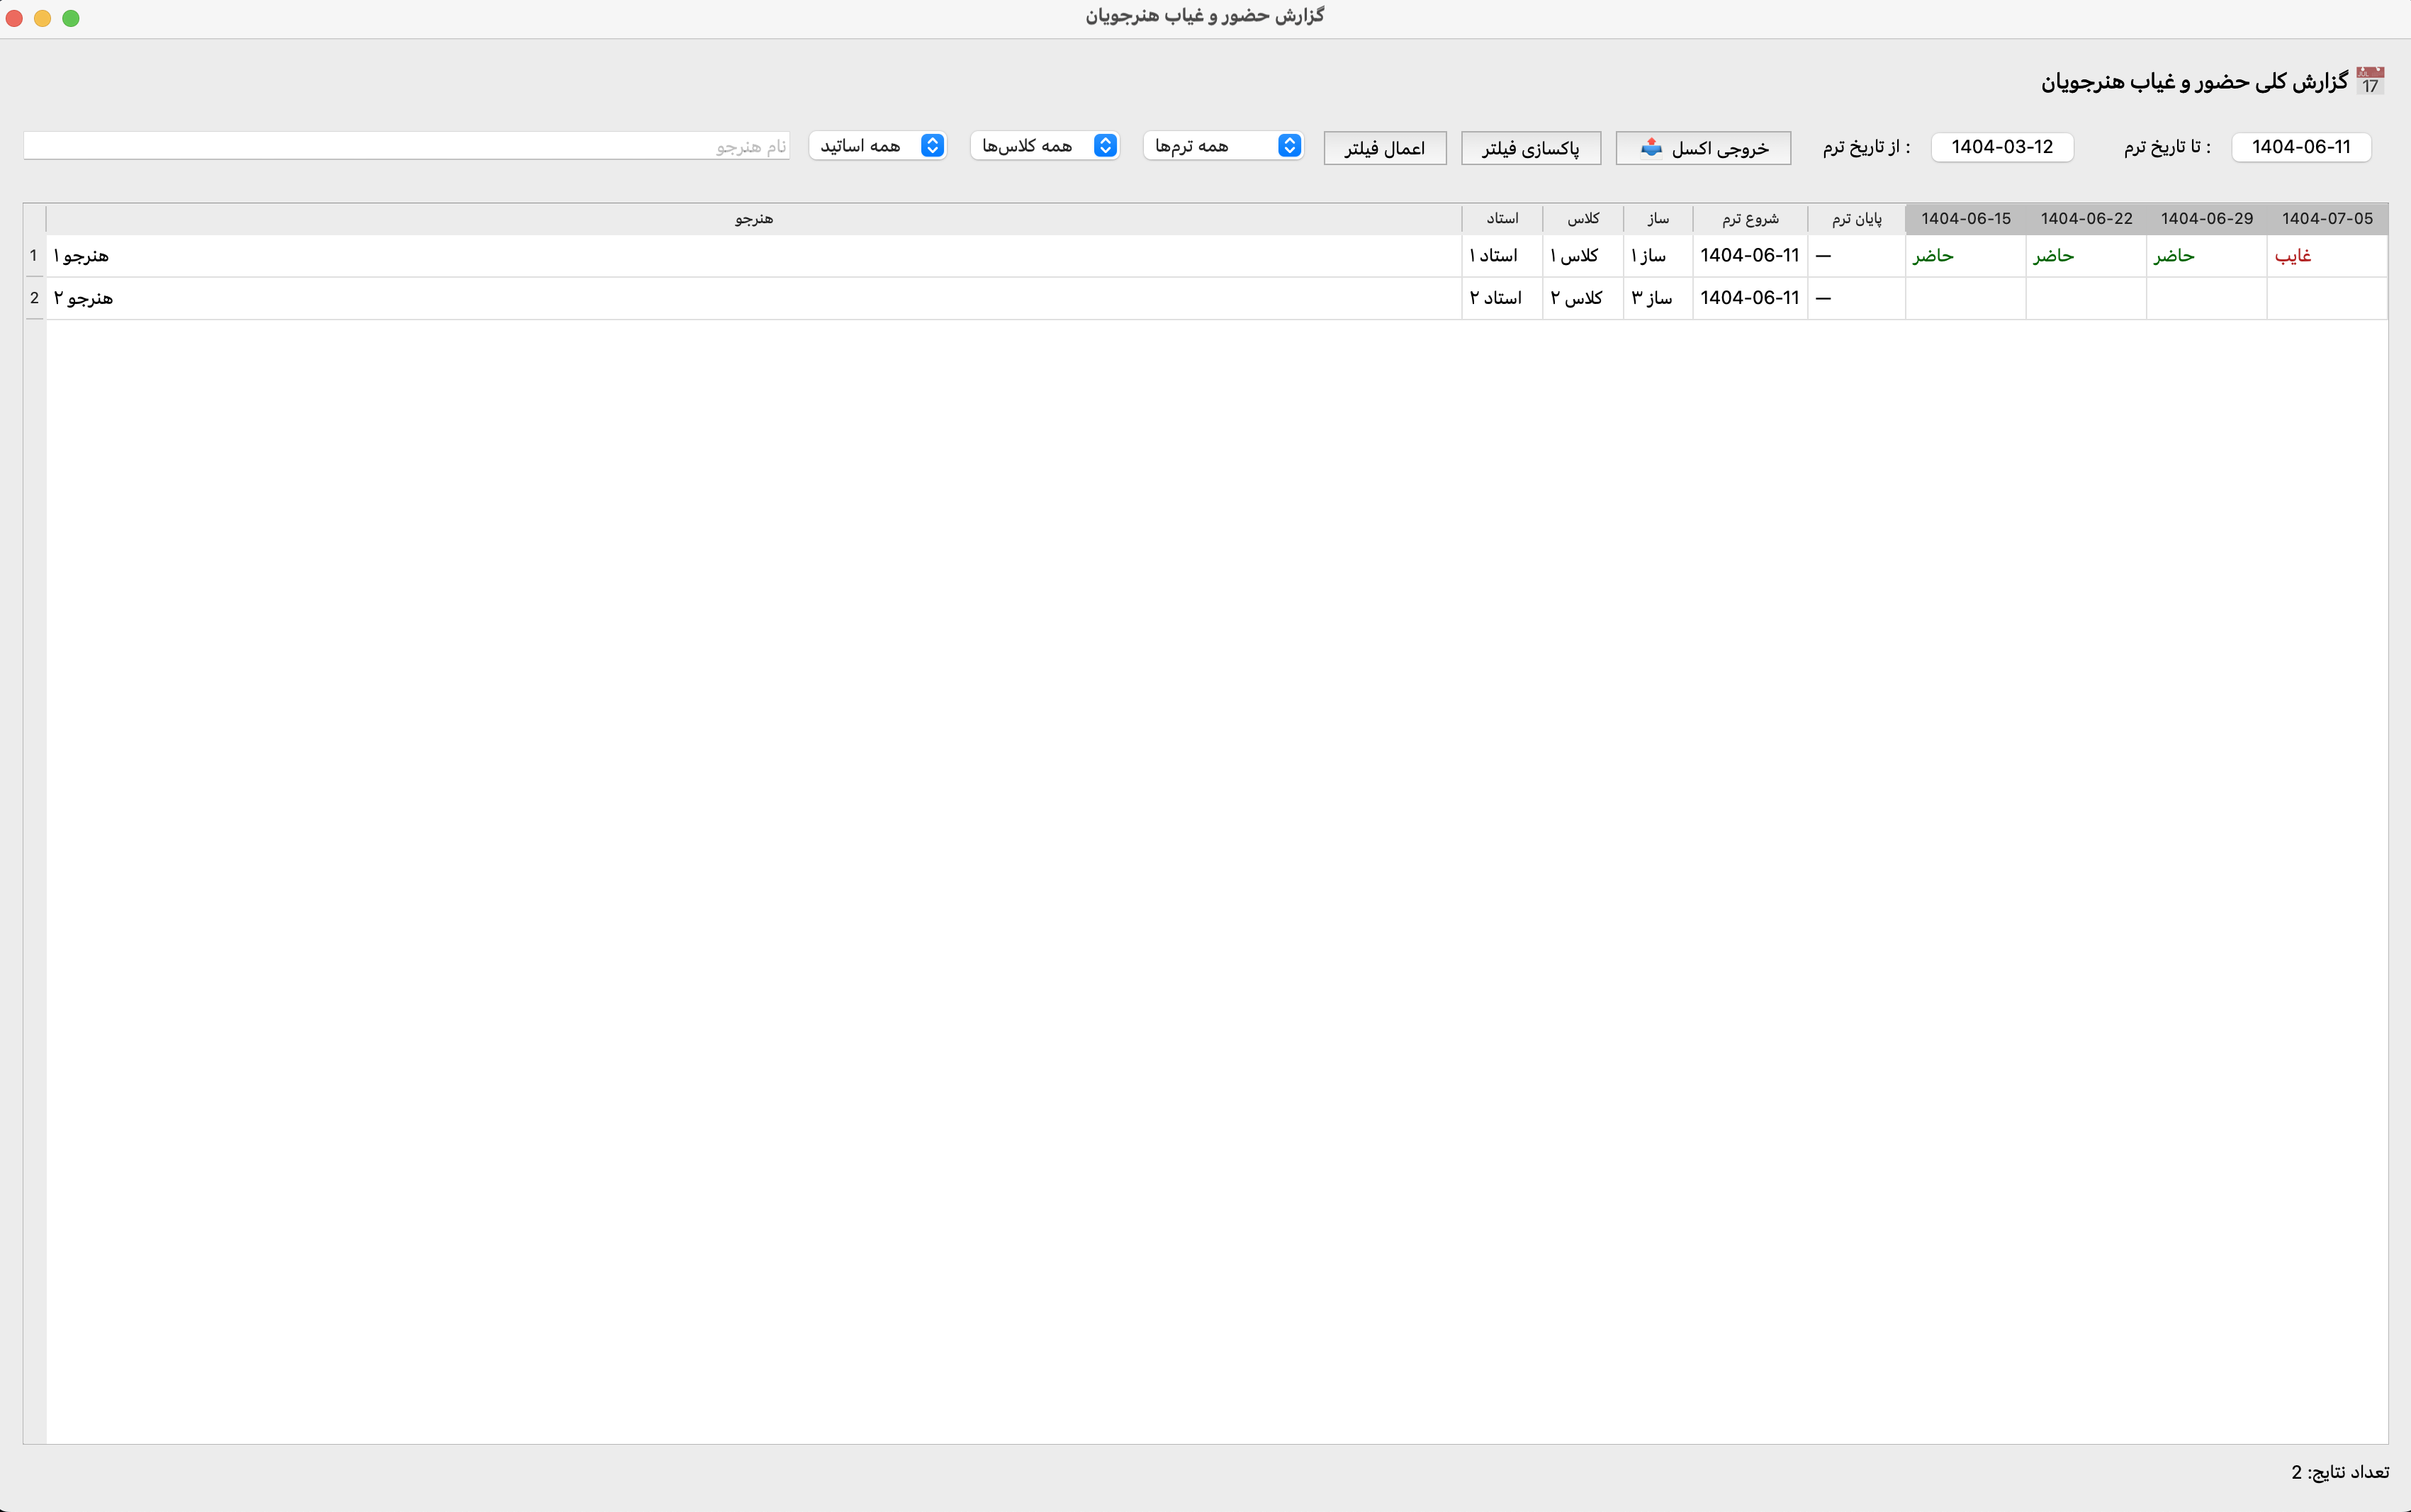 گزارش حضور و غیاب هنرجویان
17 گزارش کلی حضور و غیاب هنرجویان
نام هنرجو همه اساتید همه کلاس‌ها همه ترم‌ها اعمال فیلتر پاکسازی فیلتر خروجی اکسل از تاریخ ترم : 1404-03-12 تا تاریخ ترم : 1404-06-11
هنرجو استاد کلاس ساز شروع ترم پایان ترم 1404-06-15 1404-06-22 1404-06-29 1404-07-05
1 هنرجو ۱ استاد ۱ کلاس ۱ ساز ۱ 1404-06-11 — حاضر حاضر حاضر غایب
2 هنرجو ۲ استاد ۲ کلاس ۲ ساز ۳ 1404-06-11 —
تعداد نتایج: 2